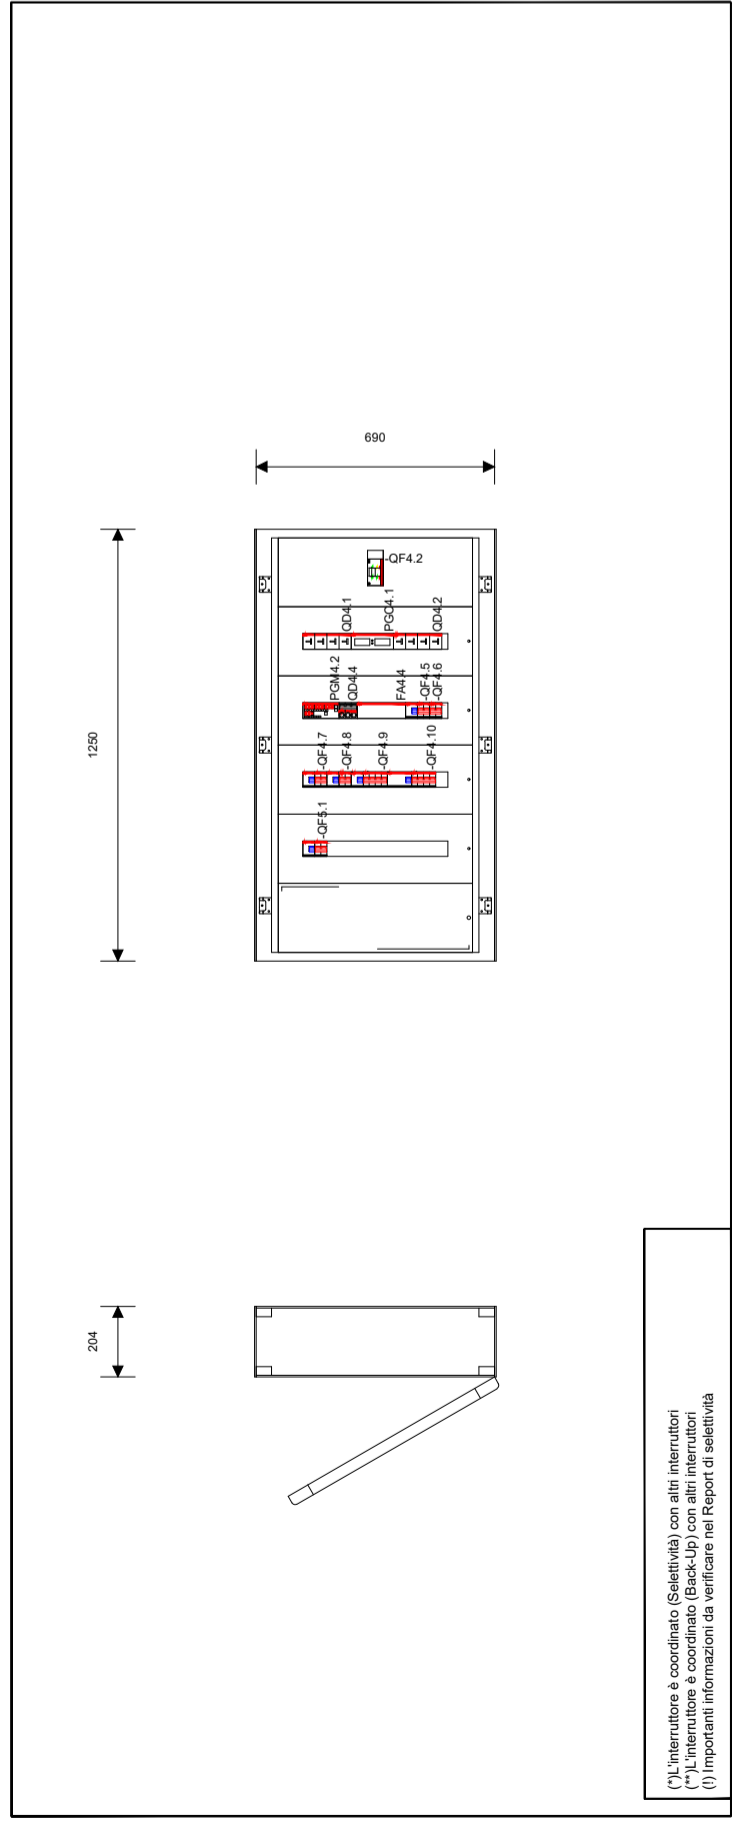 690
1250
-QF4.2
QD4.1
PGC4.1
QD4.2
PGM4.2
QD4.4
FA4.4
-QF4.5
-QF4.6
-QF4.7
-QF4.8
-QF4.9
-QF4.10
-QF5.1
204
(*)L'interruttore è coordinato (Selettività) con altri interruttori
(**)L'interruttore è coordinato (Back-Up) con altri interruttori
(!) Importanti informazioni da verificare nel Report di selettività